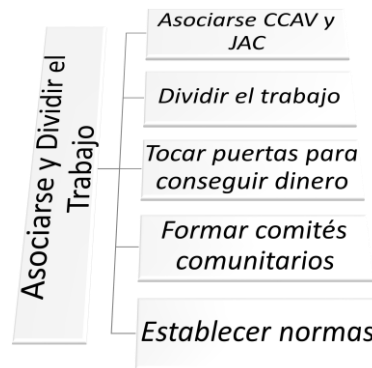 Asociarse y Dividir el
Trabajo
Asociarse CCAV y
JAC
Dividir el trabajo
Tocar puertas para
conseguir dinero
Formar comités
comunitarios
Establecer normas